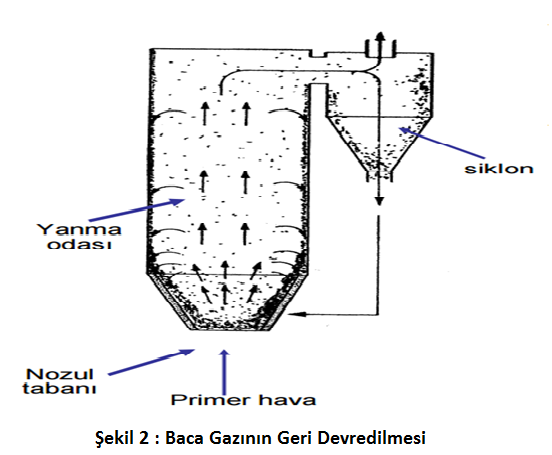 siklon
Yanma
odası
Nozul
tabanı
Primer hava
Şekil 2 : Baca Gazının Geri Devredilmesi